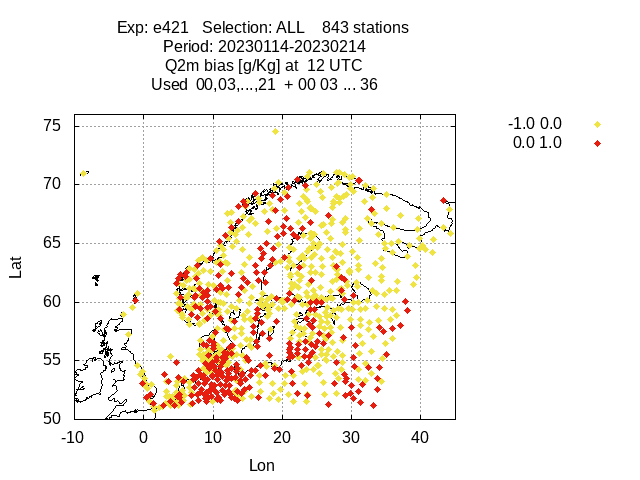 Exp: e421 Selection: ALL 843 stations
Period: 20230114-20230214
Q2m bias [g/Kg] at 12 UTC
Used 00,03,...,21 + 00 03 ... 36
-1.0 0.0
0.0 1.0
75
70
65
60
55
50
Lat
-10 0 10 20 30 40
Lon